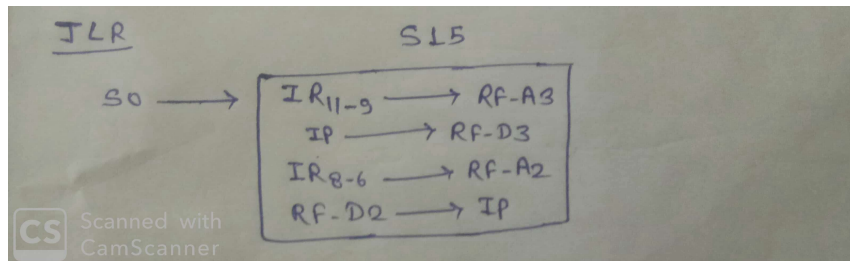 JLR
S15
S0 → IR11-9 → RF-A3
IP → RF-D3
IR8-6 → RF-A2
RF-D2 → IP
CS Scanned with
CamScanner